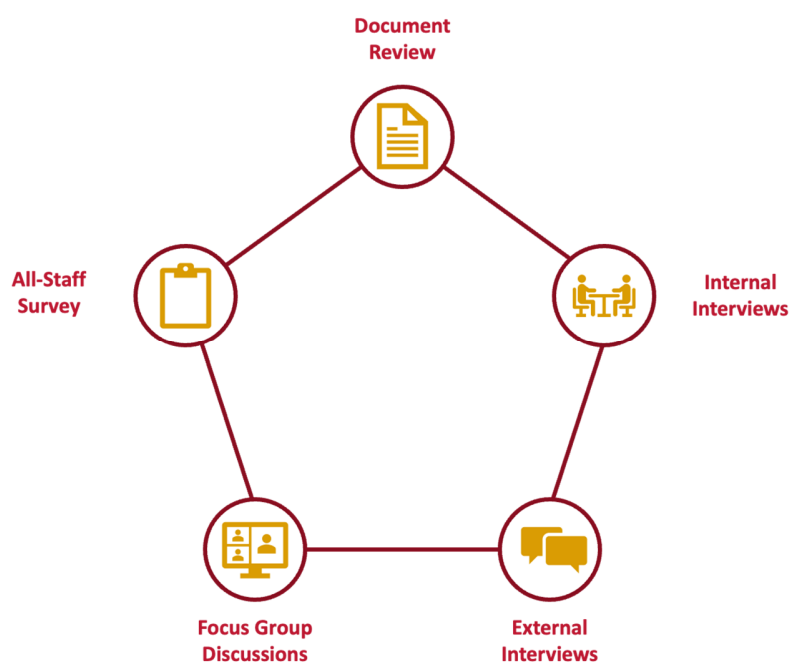 Document
Review
All-Staff
Survey
Internal
Interviews
Focus Group
Discussions
External
Interviews